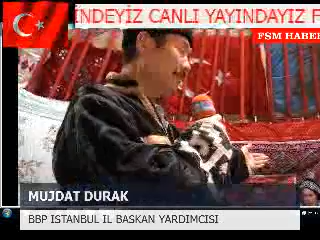 İNDEYİZ CANLI YAYINDAYIZ F
FSM HABER
MUJDAT DURAK
BBP ISTANBUL IL BASKAN YARDIMCISI